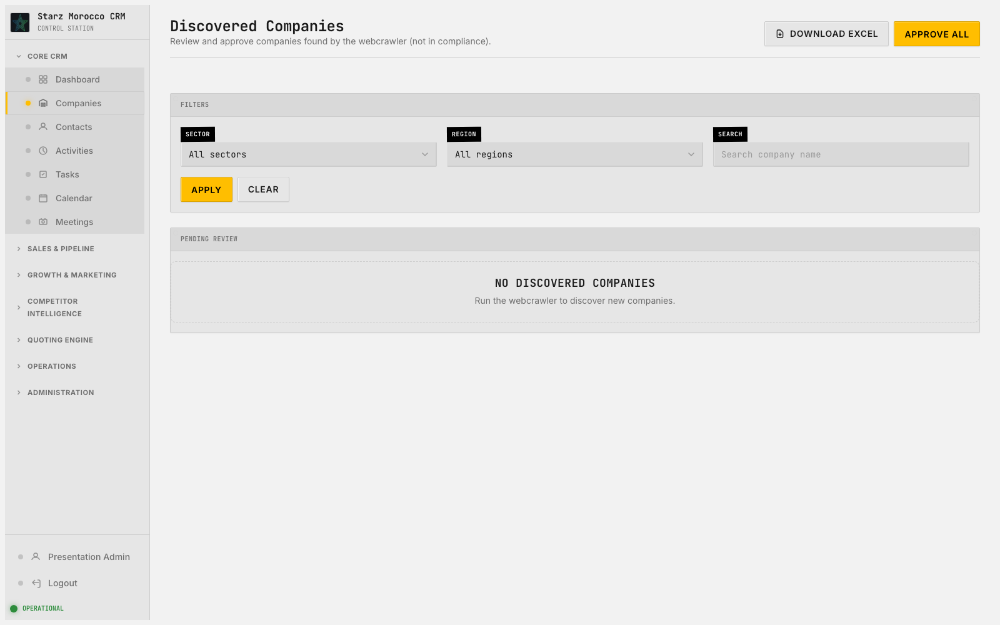 Starz Morocco CRM
CONTROL STATION
CORE CRM
Dashboard
Companies
Contacts
Activities
Tasks
Calendar
Meetings
SALES & PIPELINE
GROWTH & MARKETING
COMPETITOR
INTELLIGENCE
QUOTING ENGINE
OPERATIONS
ADMINISTRATION
Presentation Admin
Logout
OPERATIONAL
Discovered Companies
Review and approve companies found by the webcrawler (not in compliance).
DOWNLOAD EXCEL
APPROVE ALL
FILTERS
SECTOR
All sectors
REGION
All regions
SEARCH
Search company name
APPLY
CLEAR
PENDING REVIEW
NO DISCOVERED COMPANIES
Run the webcrawler to discover new companies.